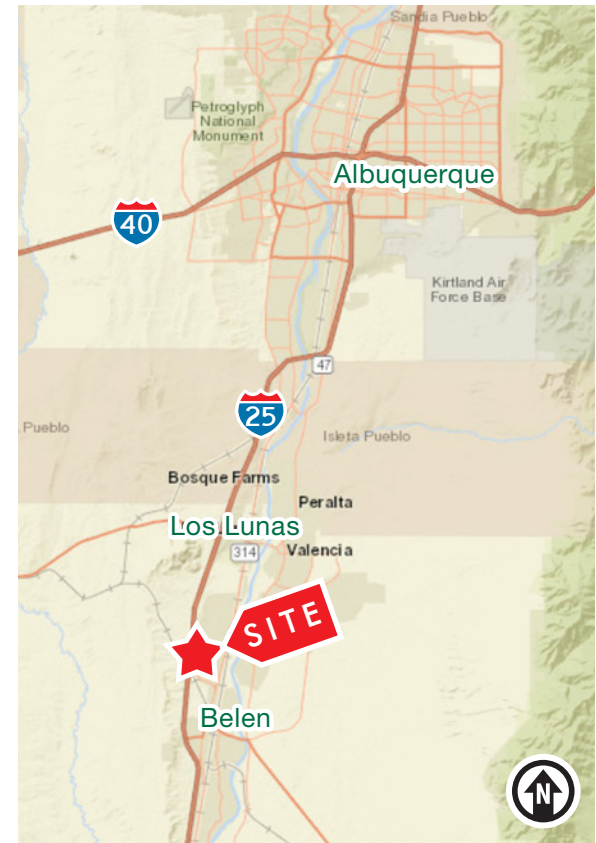 Sandia Pueblo
Petroglyph
National
Monument
Albuquerque
40
Kirtland Air
Force Base
47
25
Pueblo
Isleta Pueblo
Bosque Farms
Peralta
Los Lunas
314
Valencia
SITE
Belen
N